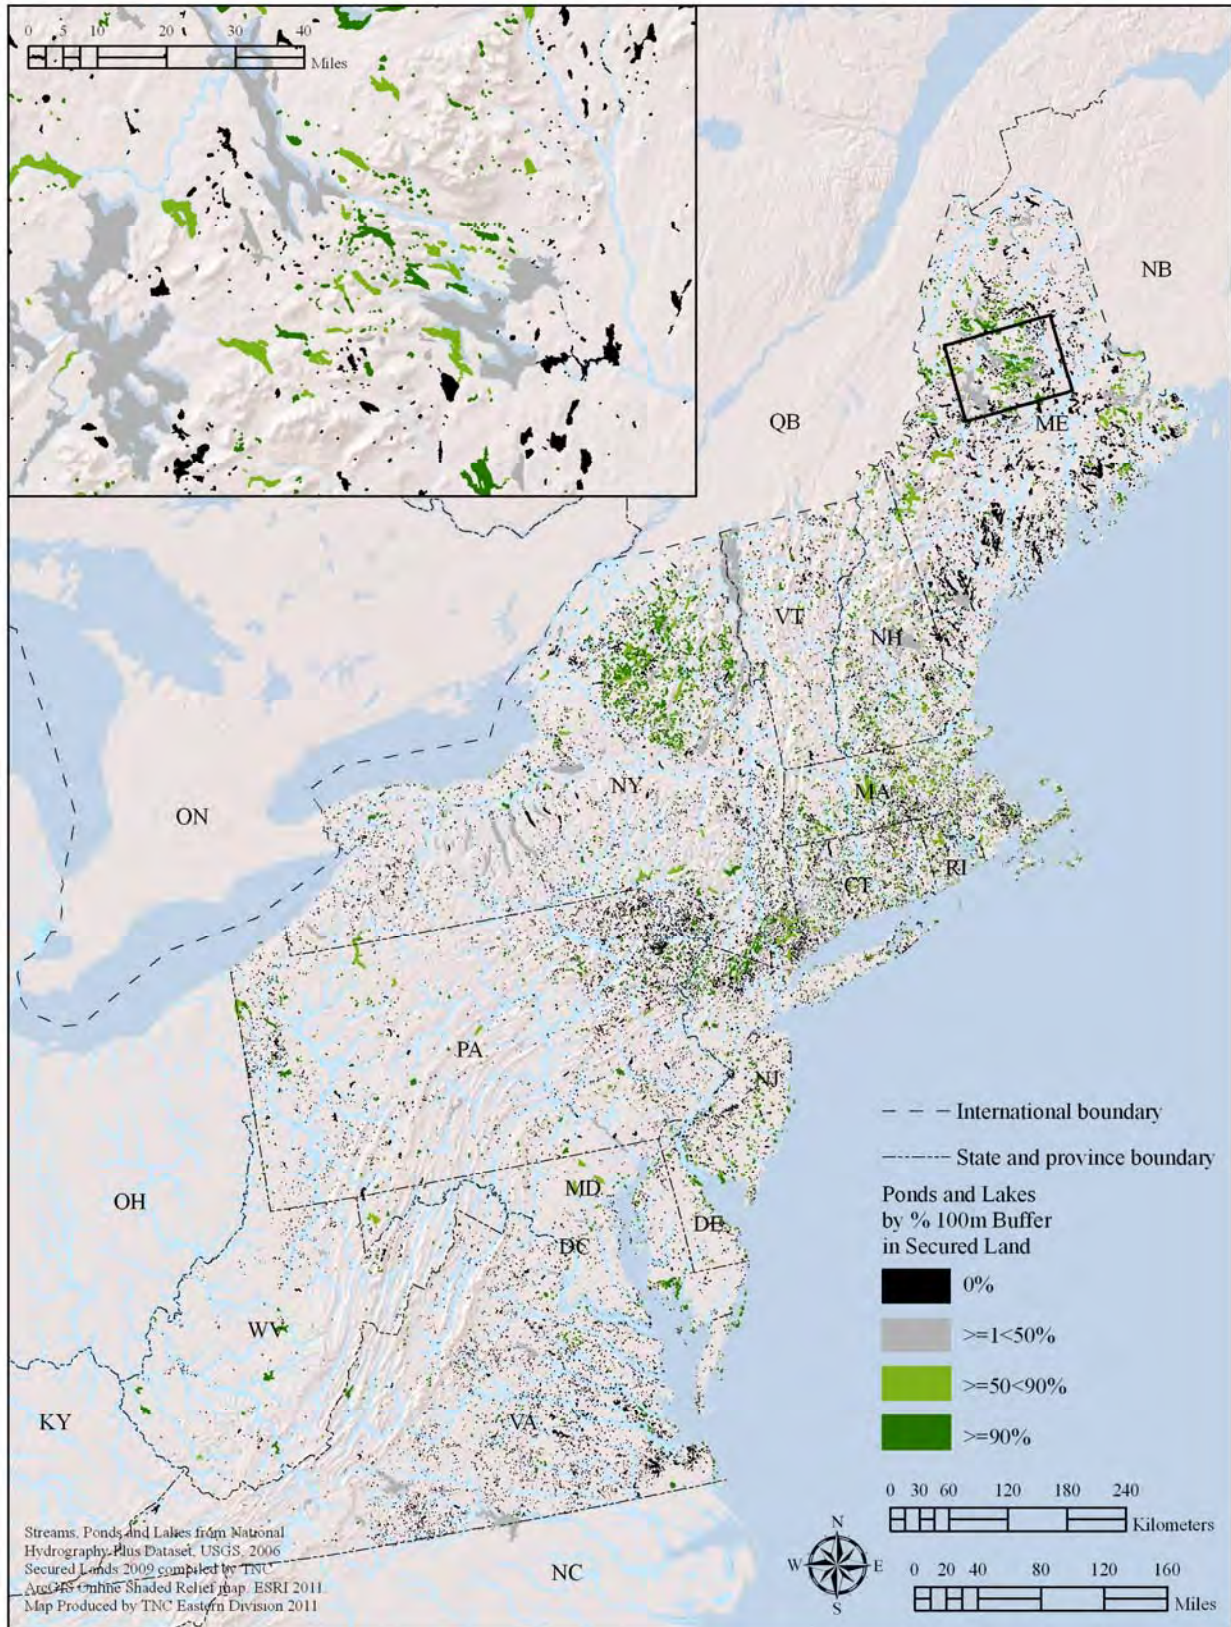 0 5 10 20 30 40
Miles
NB
QB
ME
VT
NH
NY
MA
ON
CT
RI
PA
NJ
International boundary
State and province boundary
OH
MD
DE
DC
Ponds and Lakes
by % 100m Buffer
in Secured Land
0%
WV
>=1<50%
>=50<90%
KY
VA
>=90%
0 30 60 120 180 240
Kilometers
Streams, Ponds and Lakes from National
Hydrography Plus Dataset, USGS, 2006
Secured Lands 2009 compiled by TNC
ArcGIS Online Shaded Relief map. ESRI 2011
Map Produced by TNC Eastern Division 2011
NC
N
W E
S
0 20 40 80 120 160
Miles